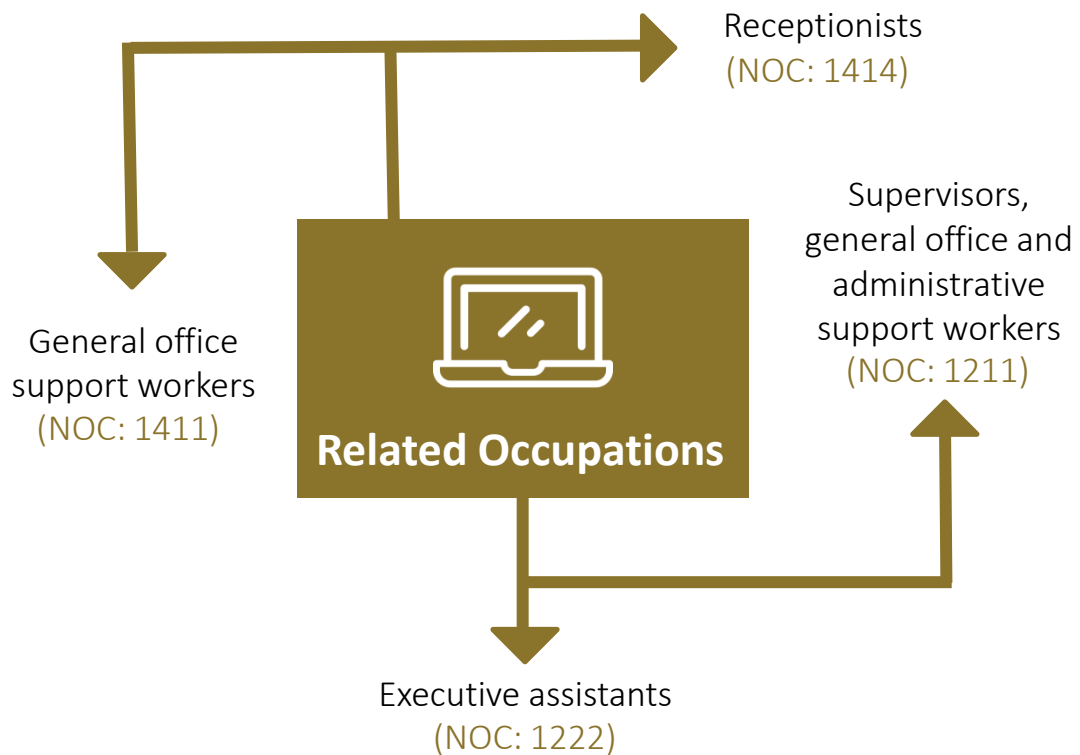 Receptionists
(NOC: 1414)
Supervisors,
general office and
administrative
support workers
(NOC: 1211)
General office
support workers
(NOC: 1411)
Related Occupations
Executive assistants
(NOC: 1222)